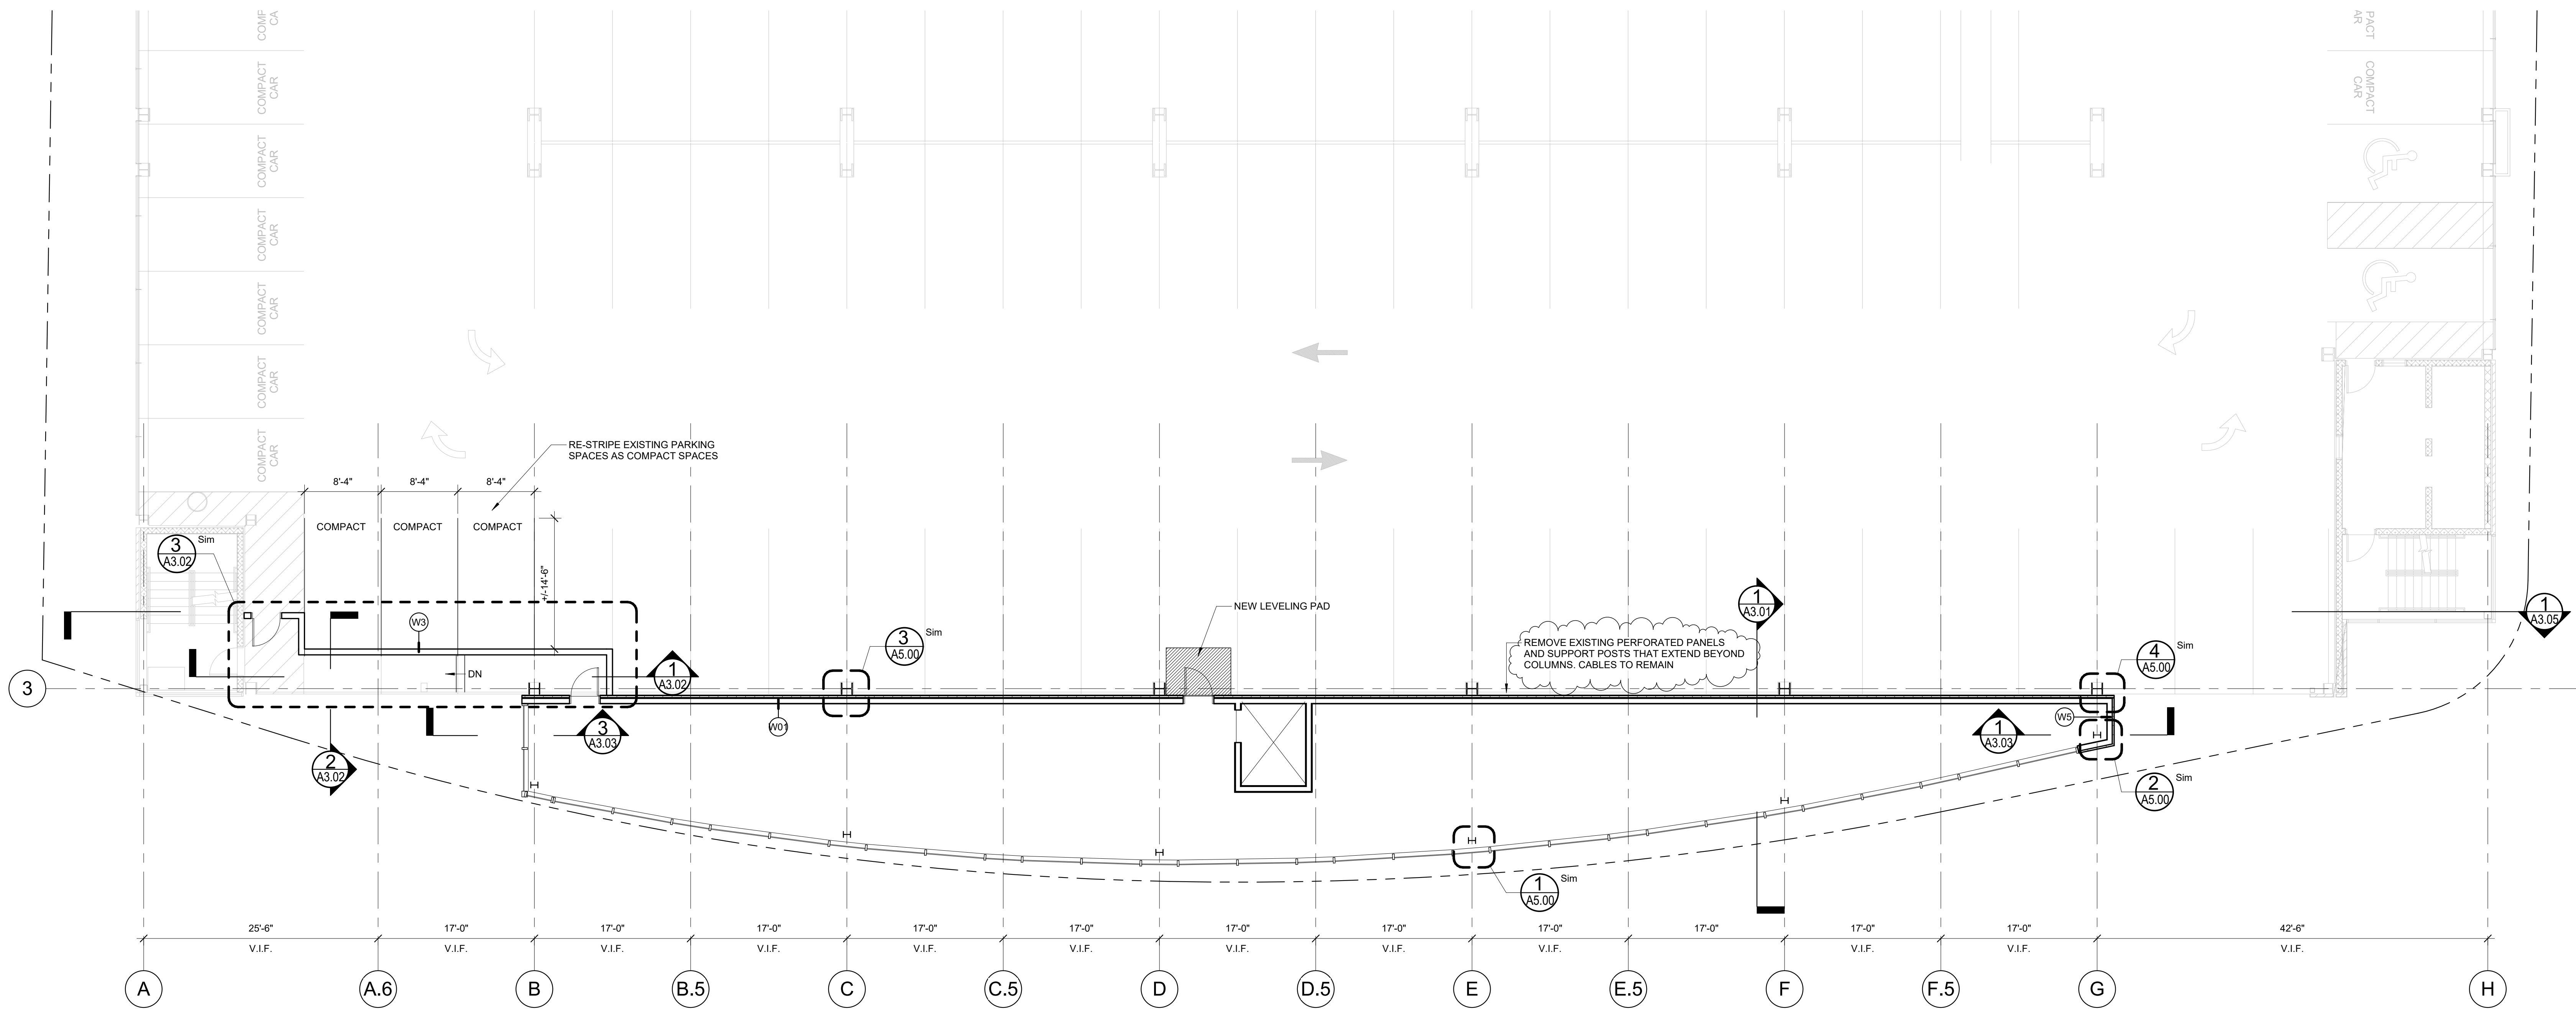 COMP
CA
PACT
AR
COMPACT
CAR
COMPACT
CAR
COMPACT
CAR
COMPACT
CAR
COMPACT
CAR
COMPACT
CAR
COMPACT
CAR
RE-STRIPE EXISTING PARKING
SPACES AS COMPACT SPACES
8'-4"
8'-4"
8'-4"
COMPACT
COMPACT
COMPACT
3
A3.02
Sim
+/-14'-6"
W3
DN
3
A5.00
Sim
NEW LEVELING PAD
1
A3.01
REMOVE EXISTING PERFORATED PANELS
AND SUPPORT POSTS THAT EXTEND BEYOND
COLUMNS. CABLES TO REMAIN
1
A3.05
4
A5.00
Sim
1
A3.02
3
W01
3
A3.03
W5
1
A3.03
2
A3.02
2
A5.00
Sim
1
A5.00
Sim
25'-6"
17'-0"
17'-0"
17'-0"
17'-0"
17'-0"
17'-0"
17'-0"
17'-0"
17'-0"
17'-0"
17'-0"
42'-6"
V.I.F.
V.I.F.
V.I.F.
V.I.F.
V.I.F.
V.I.F.
V.I.F.
V.I.F.
V.I.F.
V.I.F.
V.I.F.
V.I.F.
A
A.6
B
B.5
C
C.5
D
D.5
E
E.5
F
F.5
G
H